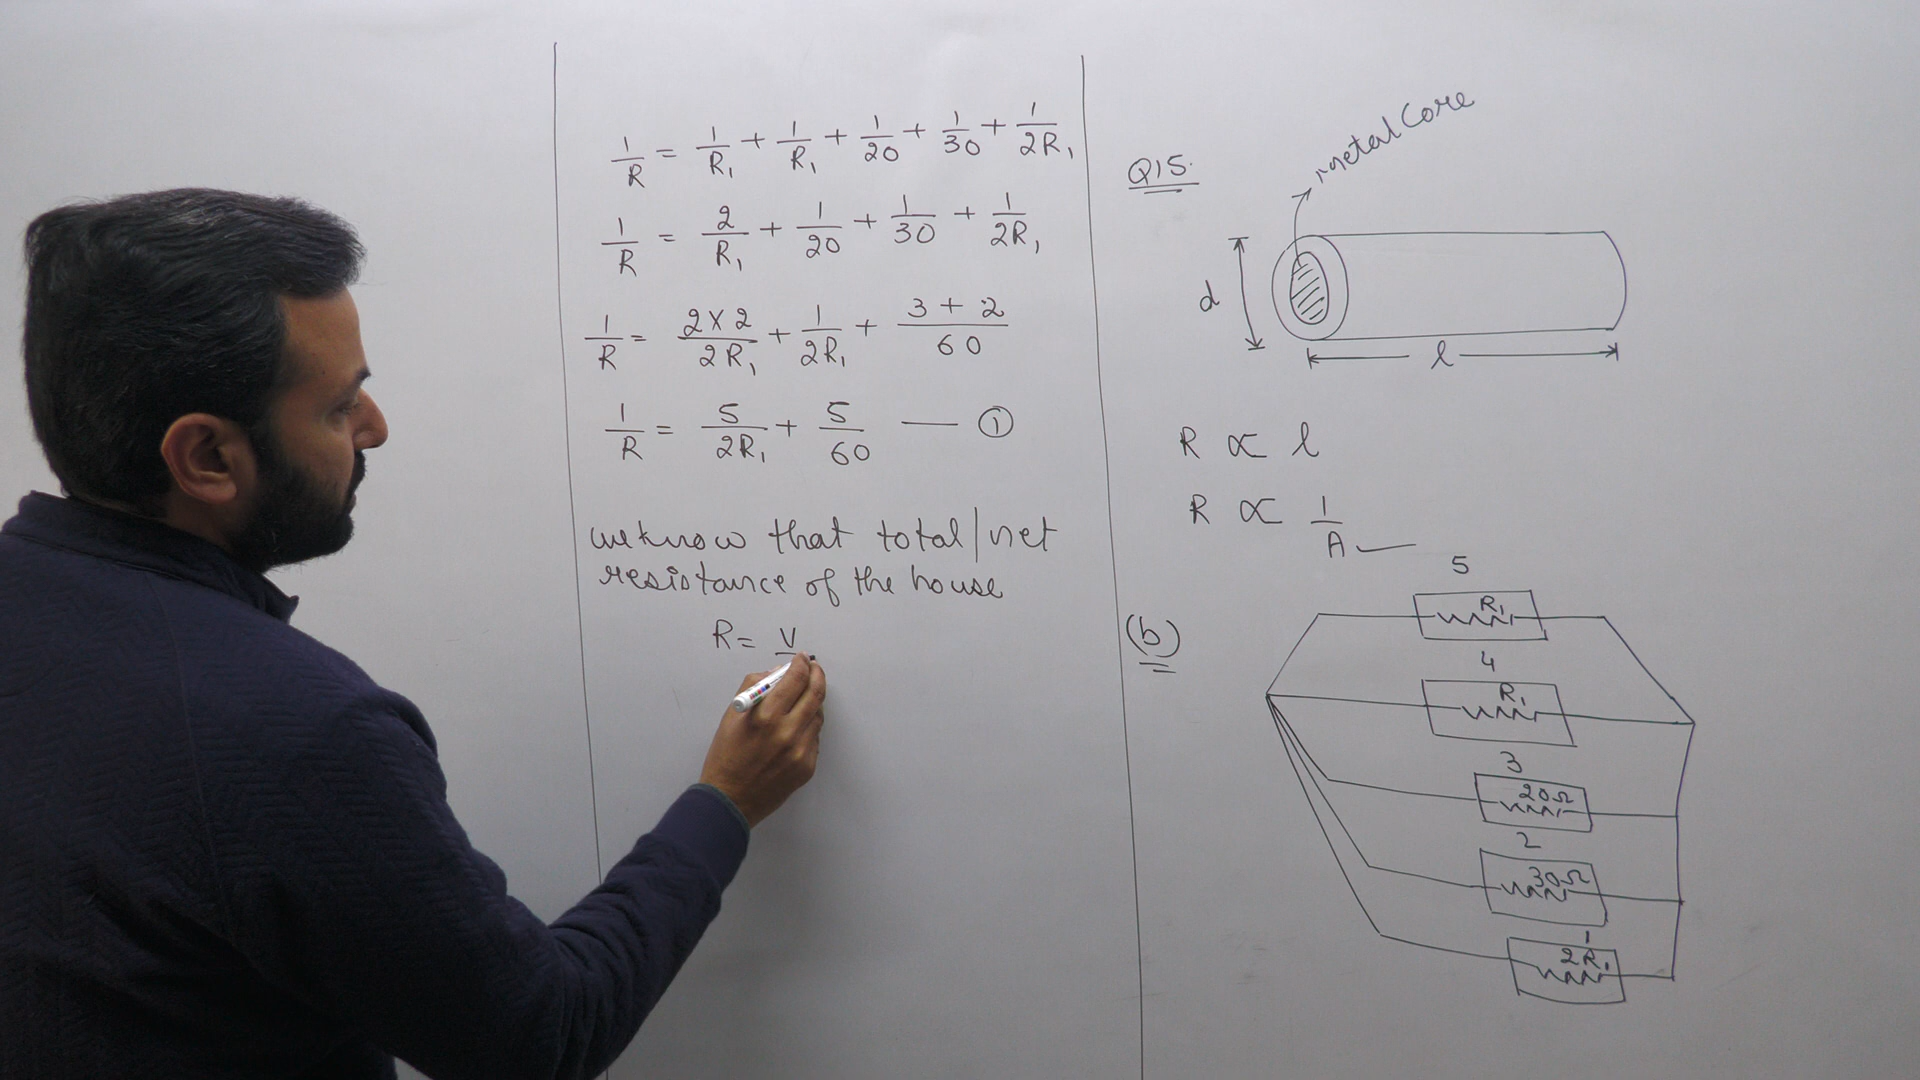 1/R = 1/R₁ + 1/R₁ + 1/20 + 1/30 + 1/2R₁
1/R = 2/R₁ + 1/20 + 1/30 + 1/2R₁
1/R = 2×2/2R₁ + 1/2R₁ + 3+2/60
1/R = 5/2R₁ + 5/60 — ①
we know that total/net
resistance of the house
R = V
Q15.
metal Core
d
l
R ∝ l
R ∝ 1/A
(b)
5
R₁
4
R₁
3
20Ω
2
30Ω
1
2R₁